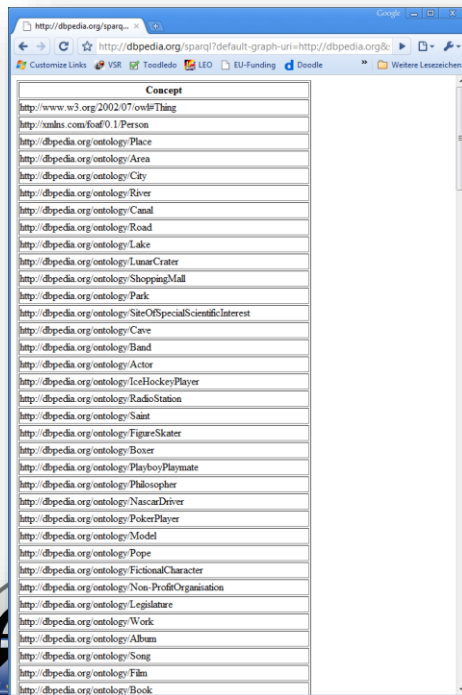 Google
http://dbpedia.org/sparq...
http://dbpedia.org/sparql?default-graph-uri=http://dbpedia.org&
Customize Links VSR Toodledo LEO EU-Funding Doodle » Weitere Lesezeichen
Concept
http://www.w3.org/2002/07/owl#Thing
http://xmlns.com/foaf/0.1/Person
http://dbpedia.org/ontology/Place
http://dbpedia.org/ontology/Area
http://dbpedia.org/ontology/City
http://dbpedia.org/ontology/River
http://dbpedia.org/ontology/Canal
http://dbpedia.org/ontology/Road
http://dbpedia.org/ontology/Lake
http://dbpedia.org/ontology/LunarCrater
http://dbpedia.org/ontology/ShoppingMall
http://dbpedia.org/ontology/Park
http://dbpedia.org/ontology/SiteOfSpecialScientificInterest
http://dbpedia.org/ontology/Cave
http://dbpedia.org/ontology/Band
http://dbpedia.org/ontology/Actor
http://dbpedia.org/ontology/IceHockeyPlayer
http://dbpedia.org/ontology/RadioStation
http://dbpedia.org/ontology/Saint
http://dbpedia.org/ontology/FigureSkater
http://dbpedia.org/ontology/Boxer
http://dbpedia.org/ontology/PlayboyPlaymate
http://dbpedia.org/ontology/Philosopher
http://dbpedia.org/ontology/NascarDriver
http://dbpedia.org/ontology/PokerPlayer
http://dbpedia.org/ontology/Model
http://dbpedia.org/ontology/Pope
http://dbpedia.org/ontology/FictionalCharacter
http://dbpedia.org/ontology/Non-ProfitOrganisation
http://dbpedia.org/ontology/Legislature
http://dbpedia.org/ontology/Work
http://dbpedia.org/ontology/Album
http://dbpedia.org/ontology/Song
http://dbpedia.org/ontology/Film
http://dbpedia.org/ontology/Book